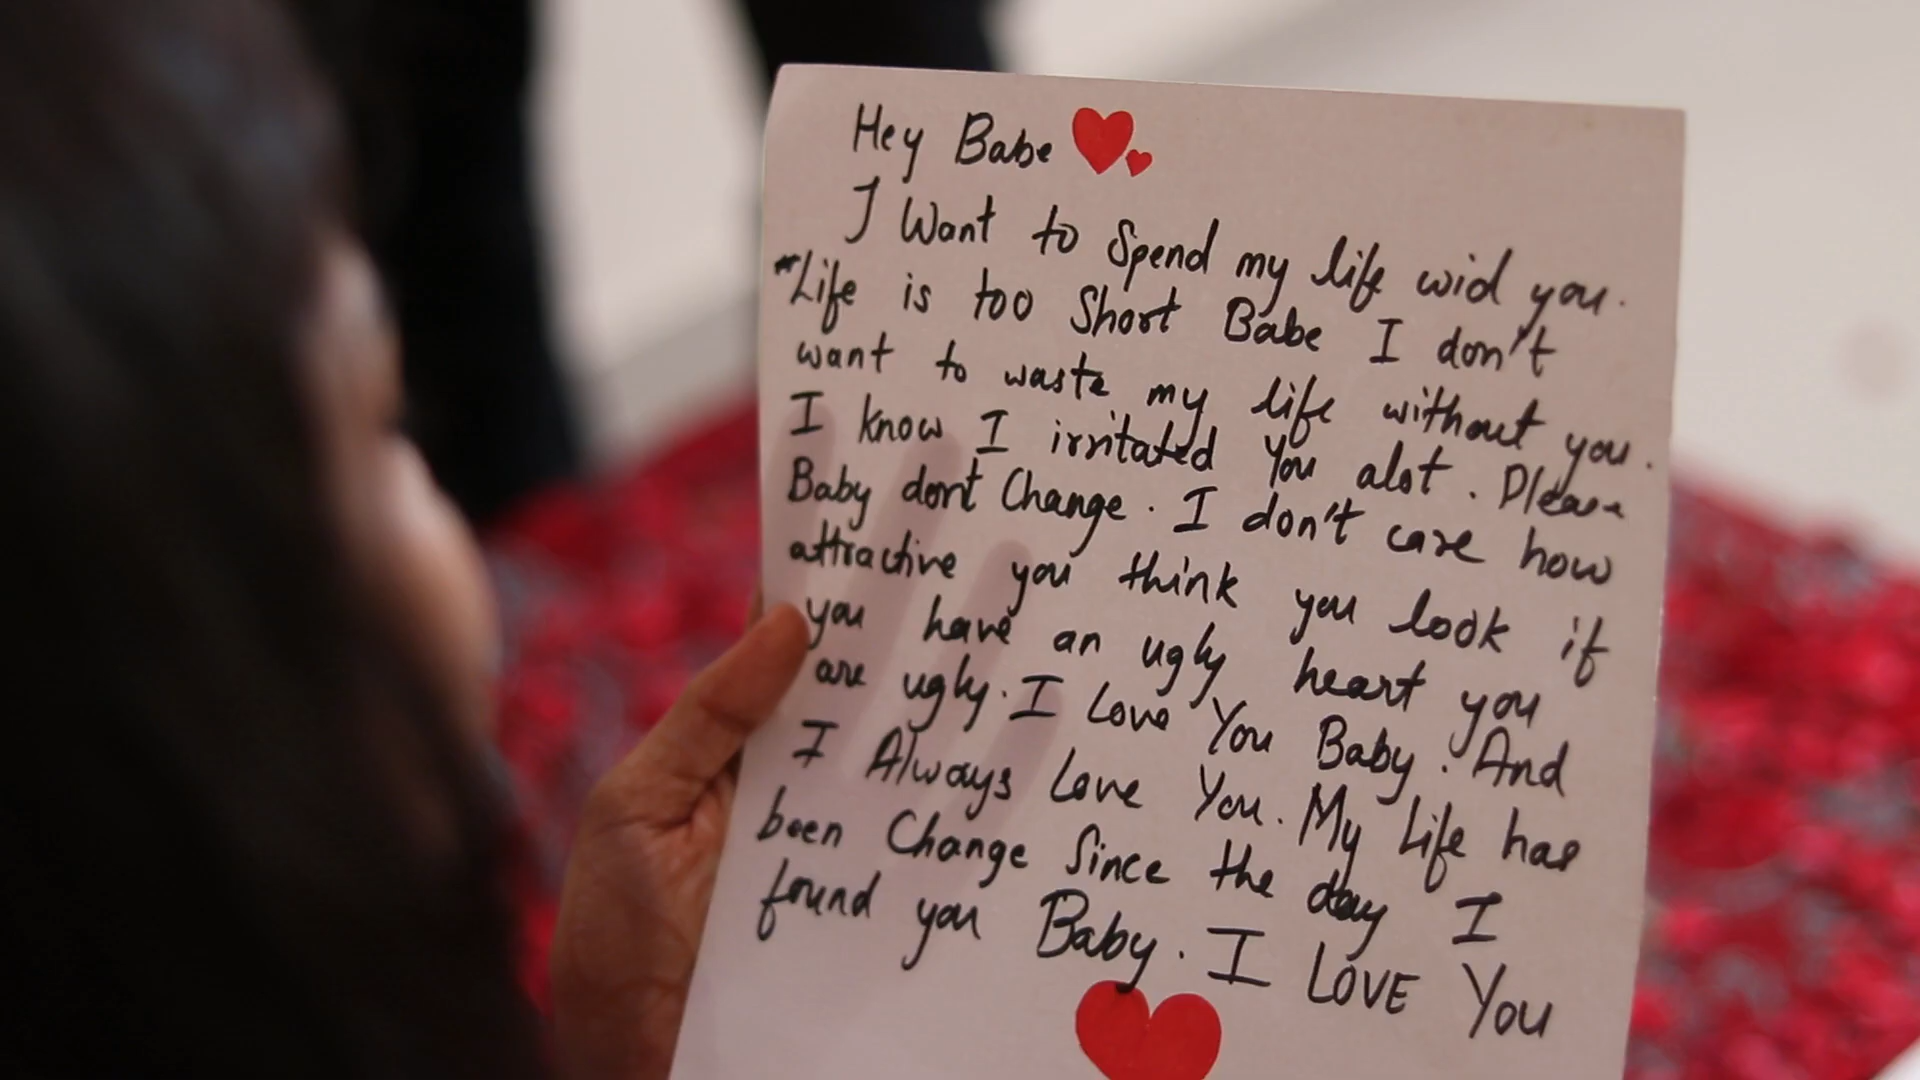 Hey Babe
I Want to Spend my life wid you.
"Life is too Short Babe I don't
want to waste my life without you.
I know I irritated You alot. Please
Baby don't Change. I don't care how
attractive you think you look if
you have an ugly heart you
are ugly. I Love You Baby. And
I Always Love You. My Life has
been Change Since the day I
found you Baby. I LOVE You